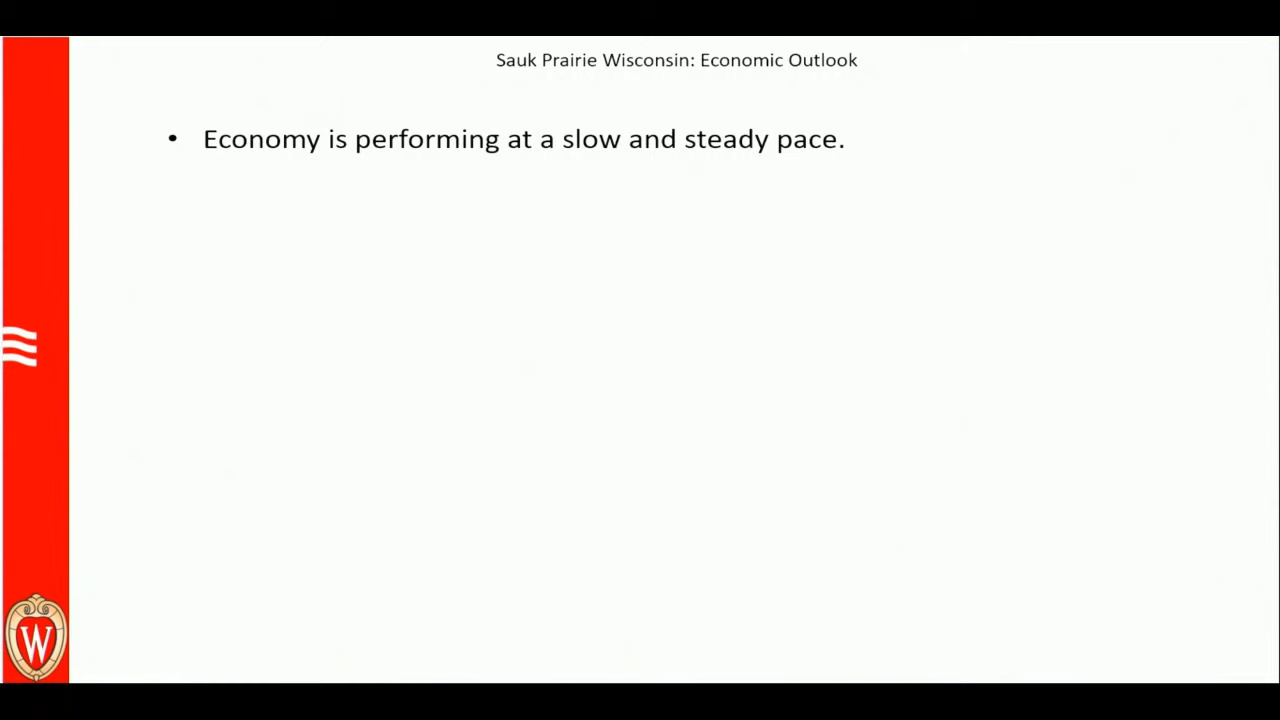 Sauk Prairie Wisconsin: Economic Outlook
• Economy is performing at a slow and steady pace.
W